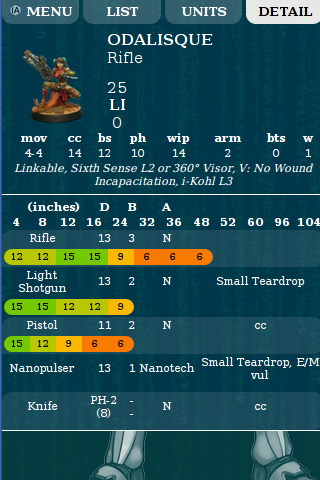 MENU LIST UNITS DETAIL
ODALISQUE
Rifle
25
LI
0
mov cc bs ph wip arm bts w
4-4 14 12 10 14 2 0 1
Linkable, Sixth Sense L2 or 360° Visor, V: No Wound
Incapacitation, i-Kohl L3
(inches) D B A
4 8 12 16 24 32 36 48 52 60 96 104
Rifle 13 3 N
12 12 15 15 9 6 6 6
Light
Shotgun 13 2 N Small Teardrop
15 15 12 12 9
Pistol 11 2 N cc
15 12 9 6 6
Nanopulser 13 1 Nanotech Small Teardrop, E/M
vul
Knife PH-2 - N cc
(8) -